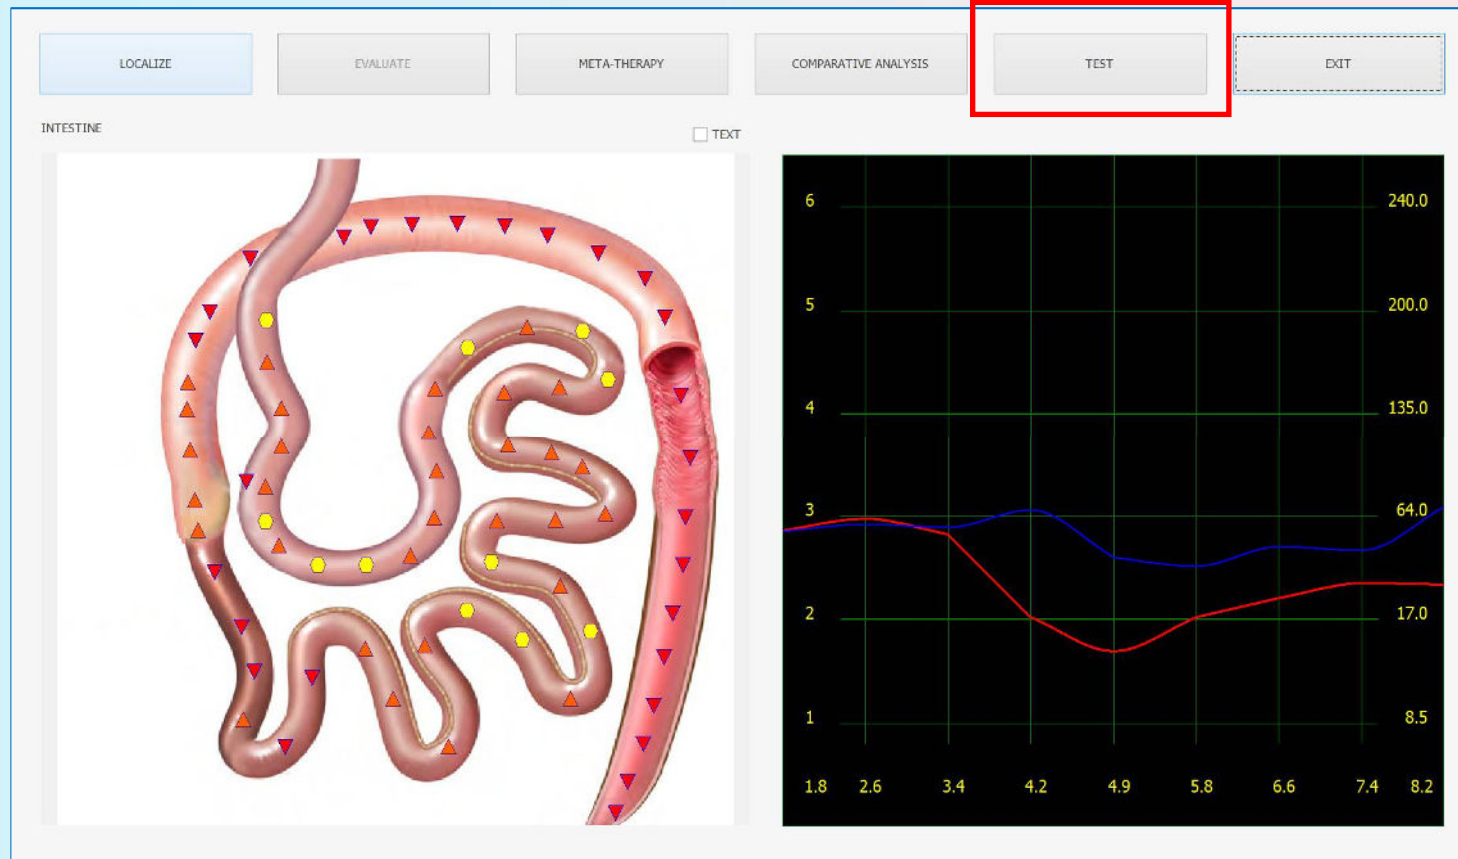 LOCALIZE EVALUATE META-THERAPY COMPARATIVE ANALYSIS TEST EXIT
INTESTINE
TEXT
6 240.0
5 200.0
4 135.0
3 64.0
2 17.0
1 8.5
1.8 2.6 3.4 4.2 4.9 5.8 6.6 7.4 8.2